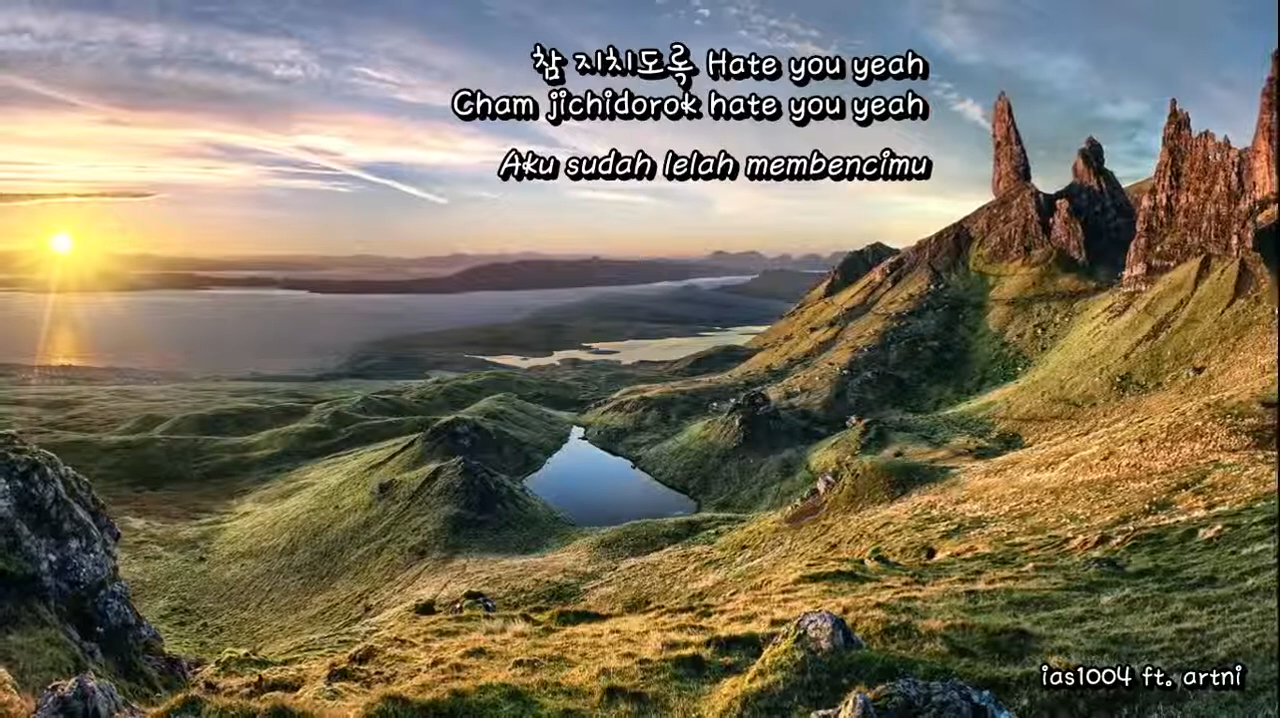 참 지치도록 Hate you yeah
Cham jichidorok hate you yeah
Aku sudah lelah membencimu
ias1004 ft. artni